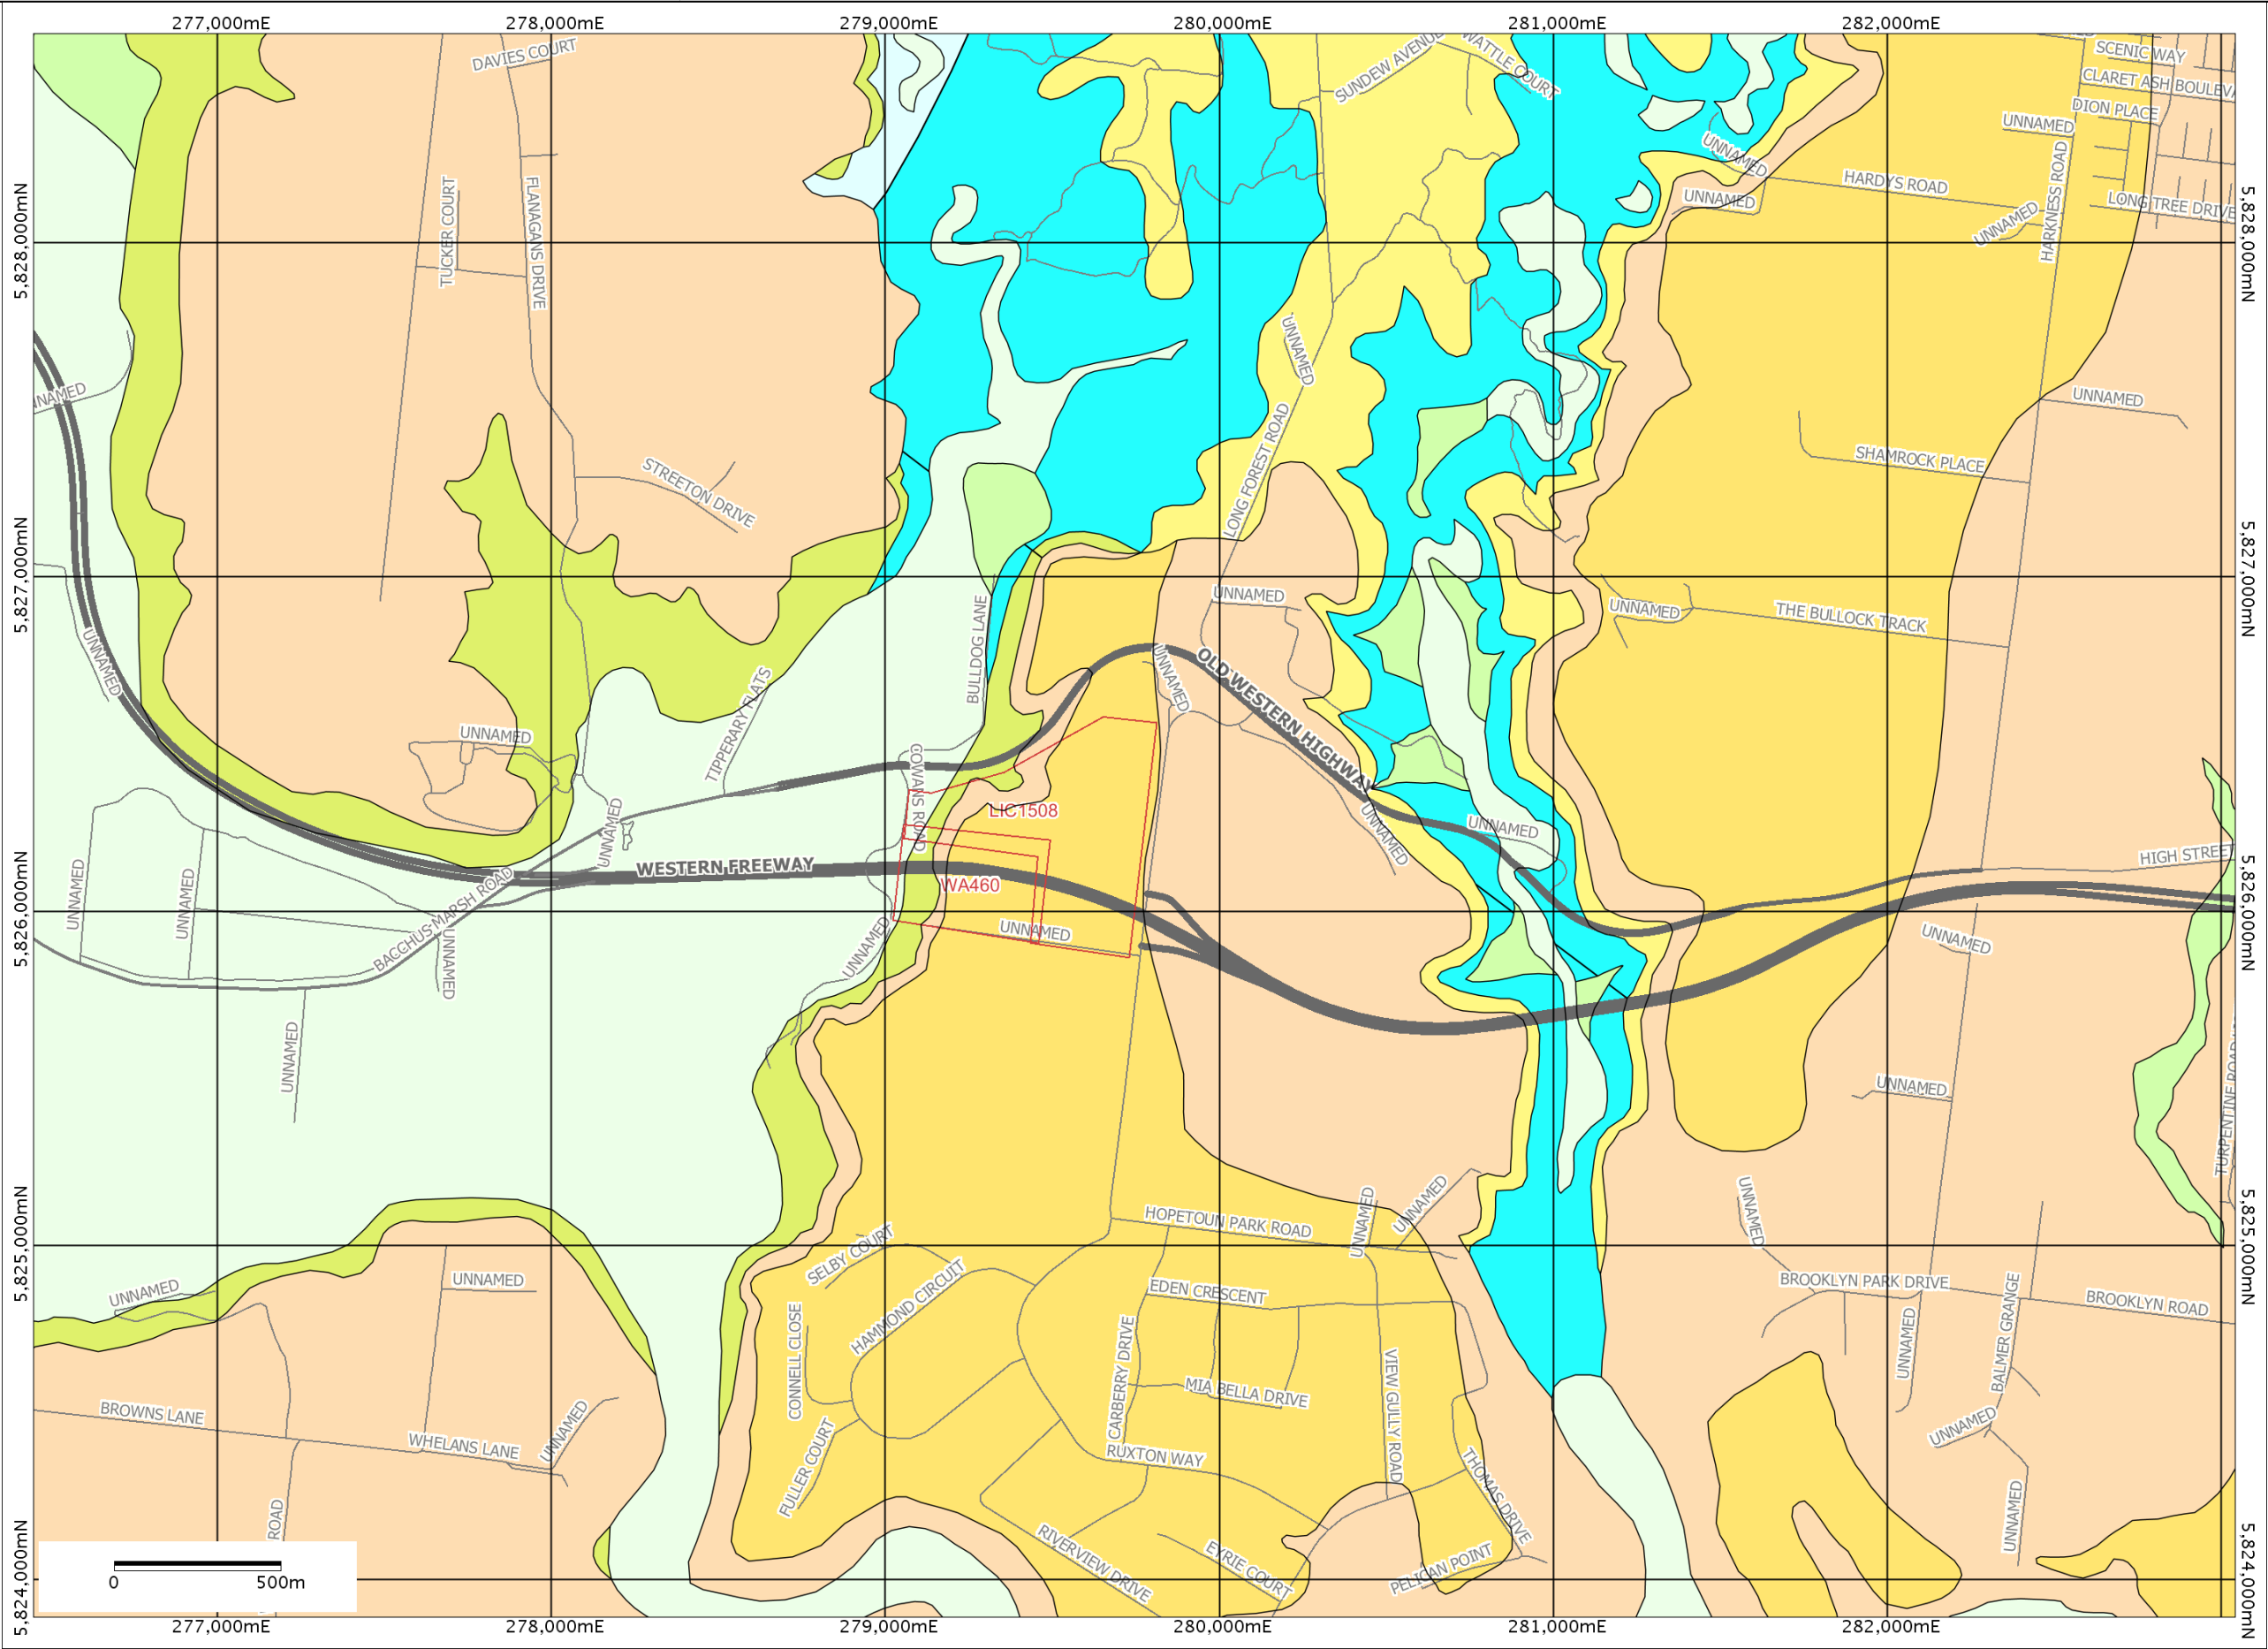 277,000mE
278,000mE
279,000mE
280,000mE
281,000mE
282,000mE
DAVIES COURT
SUNDEW AVENUE
WATTLE COURT
SCENIC WAY
CLARET ASH BOULEVA
DION PLACE
UNNAMED
UNNAMED
HARDYS ROAD
UNNAMED
LONG TREE DRIVE
UNNAMED
HARKNESS ROAD
TUCKER COURT
FLANAGANS DRIVE
5,828,000mN
5,828,000mN
UNNAMED
NNAMED
UNNAMED
STREETON DRIVE
LONG FOREST ROAD
SHAMROCK PLACE
5,827,000mN
5,827,000mN
UNNAMED
UNNAMED
THE BULLOCK TRACK
BULLDOG LANE
UNNAMED
TIPPERARY FLATS
UNNAMED
OLD WESTERN HIGHWAY
UNNAMED
COWANS ROAD
LIC1508
UNNAMED
UNNAMED
UNNAMED
HIGH STREET
WESTERN FREEWAY
WA460
UNNAMED
UNNAMED
BACCHUS MARSH ROAD
UNNAMED
UNNAMED
UNNAMED
UNNAMED
5,826,000mN
5,826,000mN
UNNAMED
UNNAMED
TURPENTINE ROAD
UNNAMED
UNNAMED
UNNAMED
HOPETOUN PARK ROAD
5,825,000mN
5,825,000mN
SELBY COURT
UNNAMED
UNNAMED
HAMMOND CIRCUIT
EDEN CRESCENT
BROOKLYN PARK DRIVE
BROOKLYN ROAD
CONNELL CLOSE
CARBERRY DRIVE
MIA BELLA DRIVE
VIEW GULLY ROAD
UNNAMED
BALMER GRANGE
BROWNS LANE
WHELANS LANE
UNNAMED
FULLER COURT
RUXTON WAY
THOMAS DRIVE
UNNAMED
ROAD
UNNAMED
RIVERVIEW DRIVE
EYRIE COURT
PELICAN POINT
5,824,000mN
5,824,000mN
0
500m
277,000mE
278,000mE
279,000mE
280,000mE
281,000mE
282,000mE